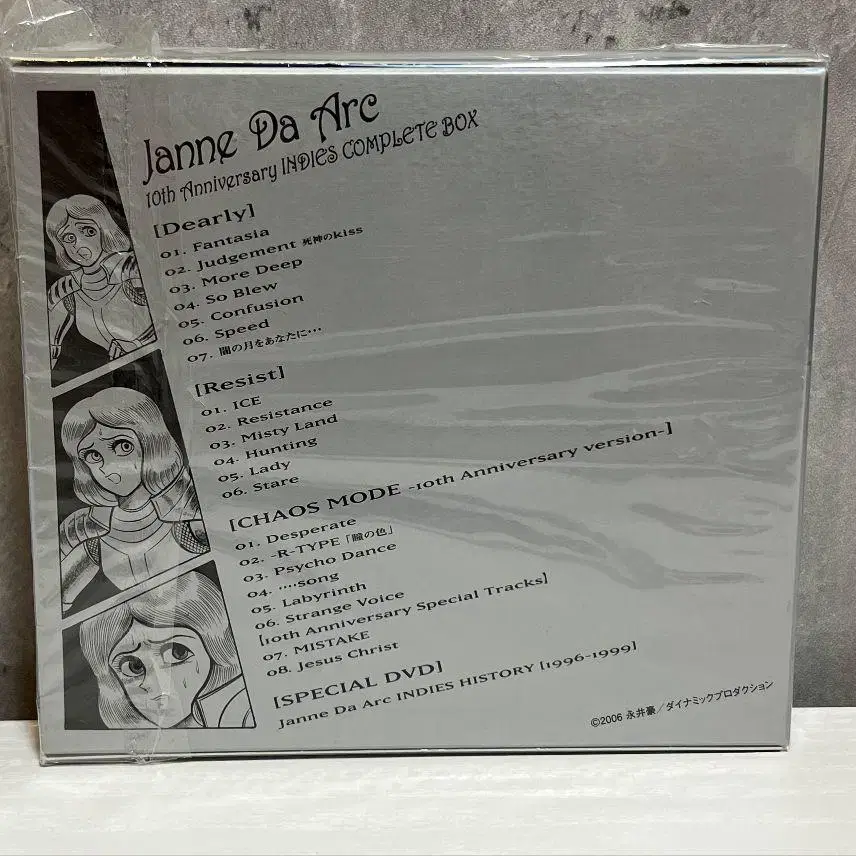 Janne Da Arc
10th Anniversary INDIES COMPLETE BOX
[Dearly]
01. Fantasia
02. Judgement 死神のkiss
03. More Deep
04. So Blew
05. Confusion
06. Speed
07. 闇の月をあなたに…
[Resist]
01. ICE
02. Resistance
03. Misty Land
04. Hunting
05. Lady
06. Stare
[CHAOS MODE -10th Anniversary version-]
01. Desperate
02. -R-TYPE「瞳の色」
03. Psycho Dance
04. ....song
05. Labyrinth
06. Strange Voice
[10th Anniversary Special Tracks]
07. MISTAKE
08. Jesus Christ
[SPECIAL DVD]
Janne Da Arc INDIES HISTORY [1996-1999]
©2006 永井豪／ダイナミックプロダクション